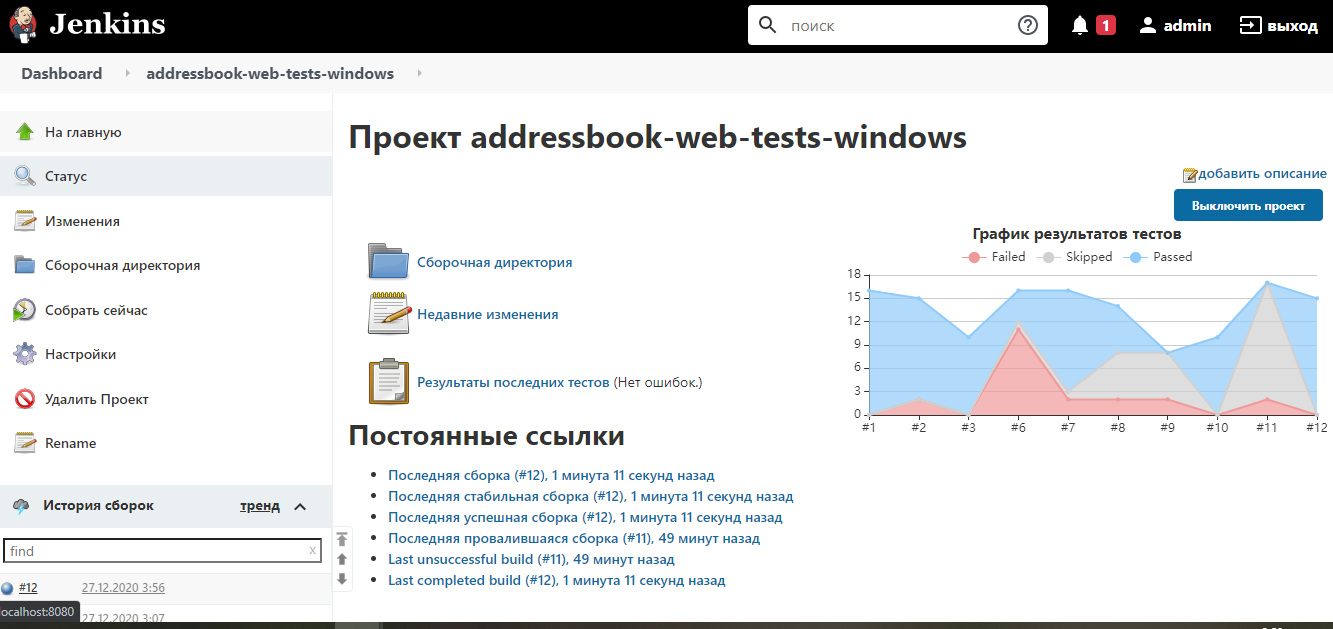 Jenkins
поиск
1
admin
выход
Dashboard
addressbook-web-tests-windows
На главную
Статус
Изменения
Сборочная директория
Собрать сейчас
Настройки
Удалить Проект
Rename
История сборок
тренд
find
x
#12
27.12.2020 3:56
localhost:8080
27.12.2020 3:07
Проект addressbook-web-tests-windows
добавить описание
Выключить проект
Сборочная директория
Недавние изменения
Результаты последних тестов (Нет ошибок.)
График результатов тестов
Failed Skipped Passed
18
15
12
9
6
3
0
#1 #2 #3 #6 #7 #8 #9 #10 #11 #12
Постоянные ссылки
Последняя сборка (#12), 1 минута 11 секунд назад
Последняя стабильная сборка (#12), 1 минута 11 секунд назад
Последняя успешная сборка (#12), 1 минута 11 секунд назад
Последняя провалившаяся сборка (#11), 49 минут назад
Last unsuccessful build (#11), 49 минут назад
Last completed build (#12), 1 минута 11 секунд назад